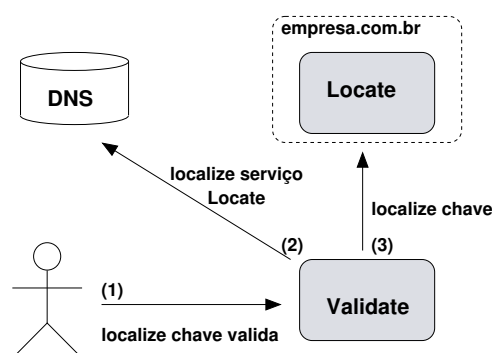 empresa.com.br
DNS
Locate
localize serviço
Locate
localize chave
(2)
(3)
(1)
Validate
localize chave valida